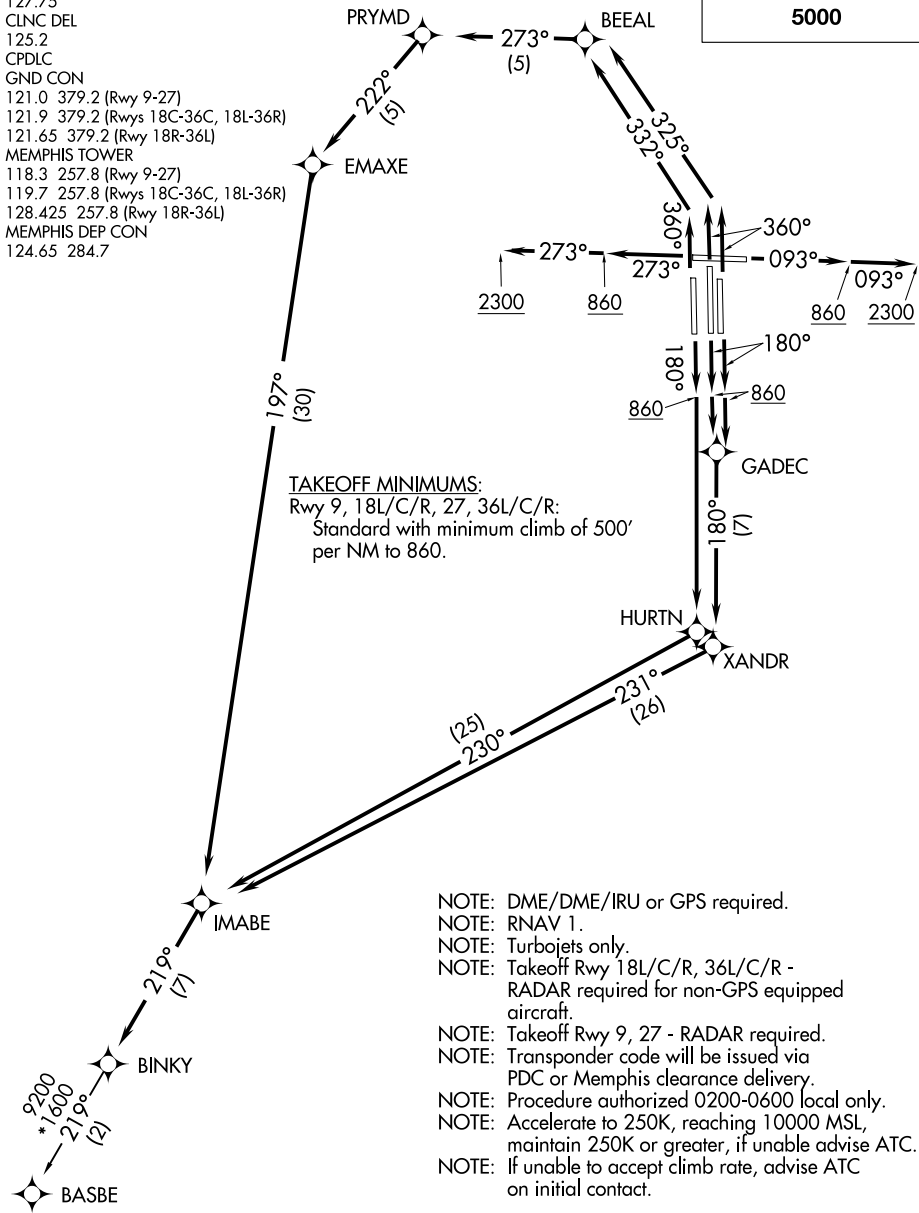 127.75
CLNC DEL
125.2
CPDLC
GND CON
121.0 379.2 (Rwy 9-27)
121.9 379.2 (Rwys 18C-36C, 18L-36R)
121.65 379.2 (Rwy 18R-36L)
MEMPHIS TOWER
118.3 257.8 (Rwy 9-27)
119.7 257.8 (Rwys 18C-36C, 18L-36R)
128.425 257.8 (Rwy 18R-36L)
MEMPHIS DEP CON
124.65 284.7
5000
PRYMD
BEEAL
273°
(5)
222°
(5)
EMAXE
332°
325°
360°
360°
273°
273°
093°
093°
2300
860
860
2300
180°
180°
860
860
GADEC
180°
(7)
197°
(30)
TAKEOFF MINIMUMS:
Rwy 9, 18L/C/R, 27, 36L/C/R:
Standard with minimum climb of 500'
per NM to 860.
HURTN
XANDR
231°
(26)
(25)
230°
IMABE
219°
(7)
BINKY
9200
*1600
219°
(2)
BASBE
NOTE: DME/DME/IRU or GPS required.
NOTE: RNAV 1.
NOTE: Turbojets only.
NOTE: Takeoff Rwy 18L/C/R, 36L/C/R -
RADAR required for non-GPS equipped
aircraft.
NOTE: Takeoff Rwy 9, 27 - RADAR required.
NOTE: Transponder code will be issued via
PDC or Memphis clearance delivery.
NOTE: Procedure authorized 0200-0600 local only.
NOTE: Accelerate to 250K, reaching 10000 MSL,
maintain 250K or greater, if unable advise ATC.
NOTE: If unable to accept climb rate, advise ATC
on initial contact.